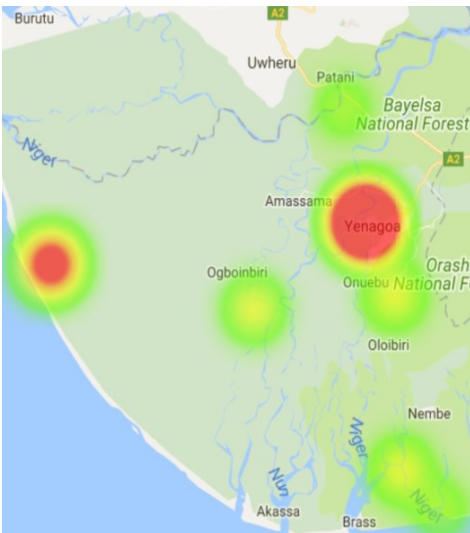 Burutu
A2
Uwheru
Patani
Bayelsa
National Forest
Niger
A2
Amassama
Yenagoa
Ogboinbiri
Onuebu
Orash
National F
Oloibiri
Nembe
Niger
Nun
Niger
Akassa
Brass